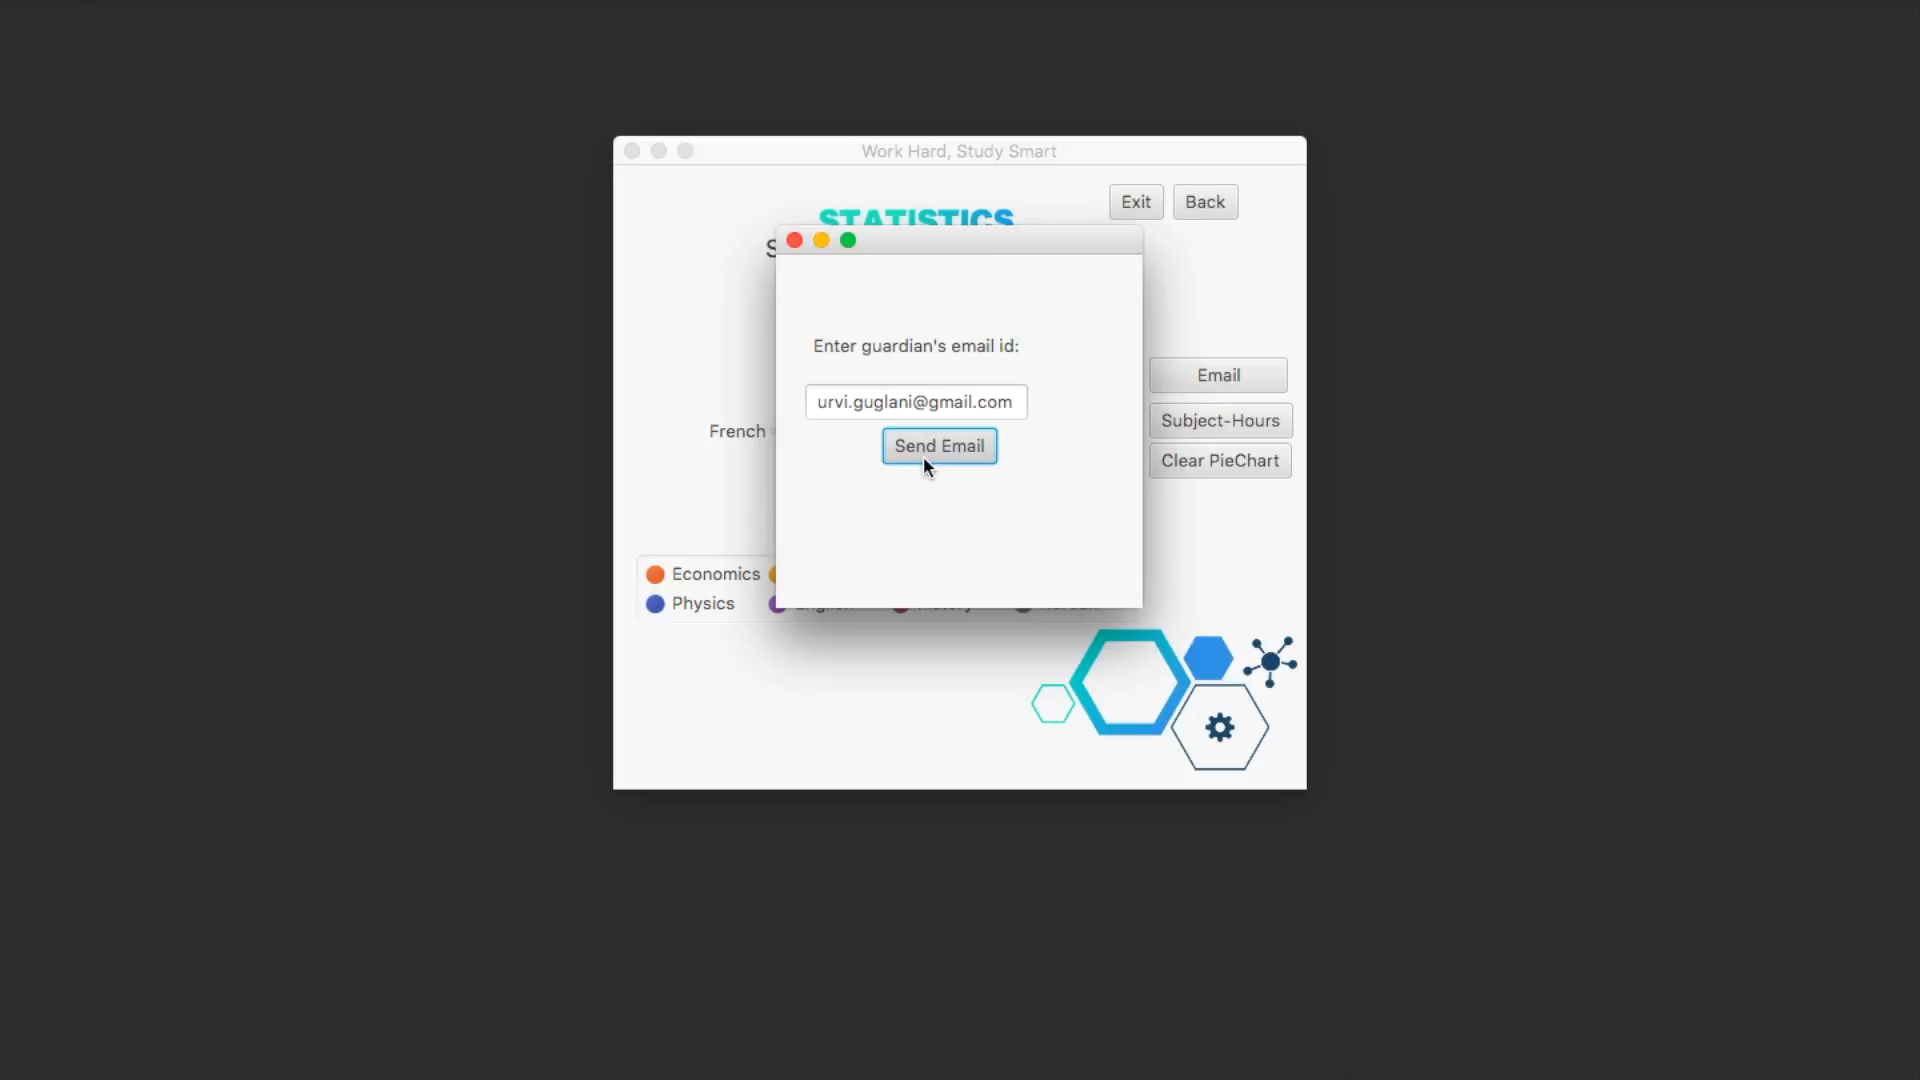 Work Hard, Study Smart
Exit
Back
STATISTICS
S
Enter guardian's email id:
urvi.guglani@gmail.com
Send Email
Email
Subject-Hours
Clear PieChart
French
Economics
Physics